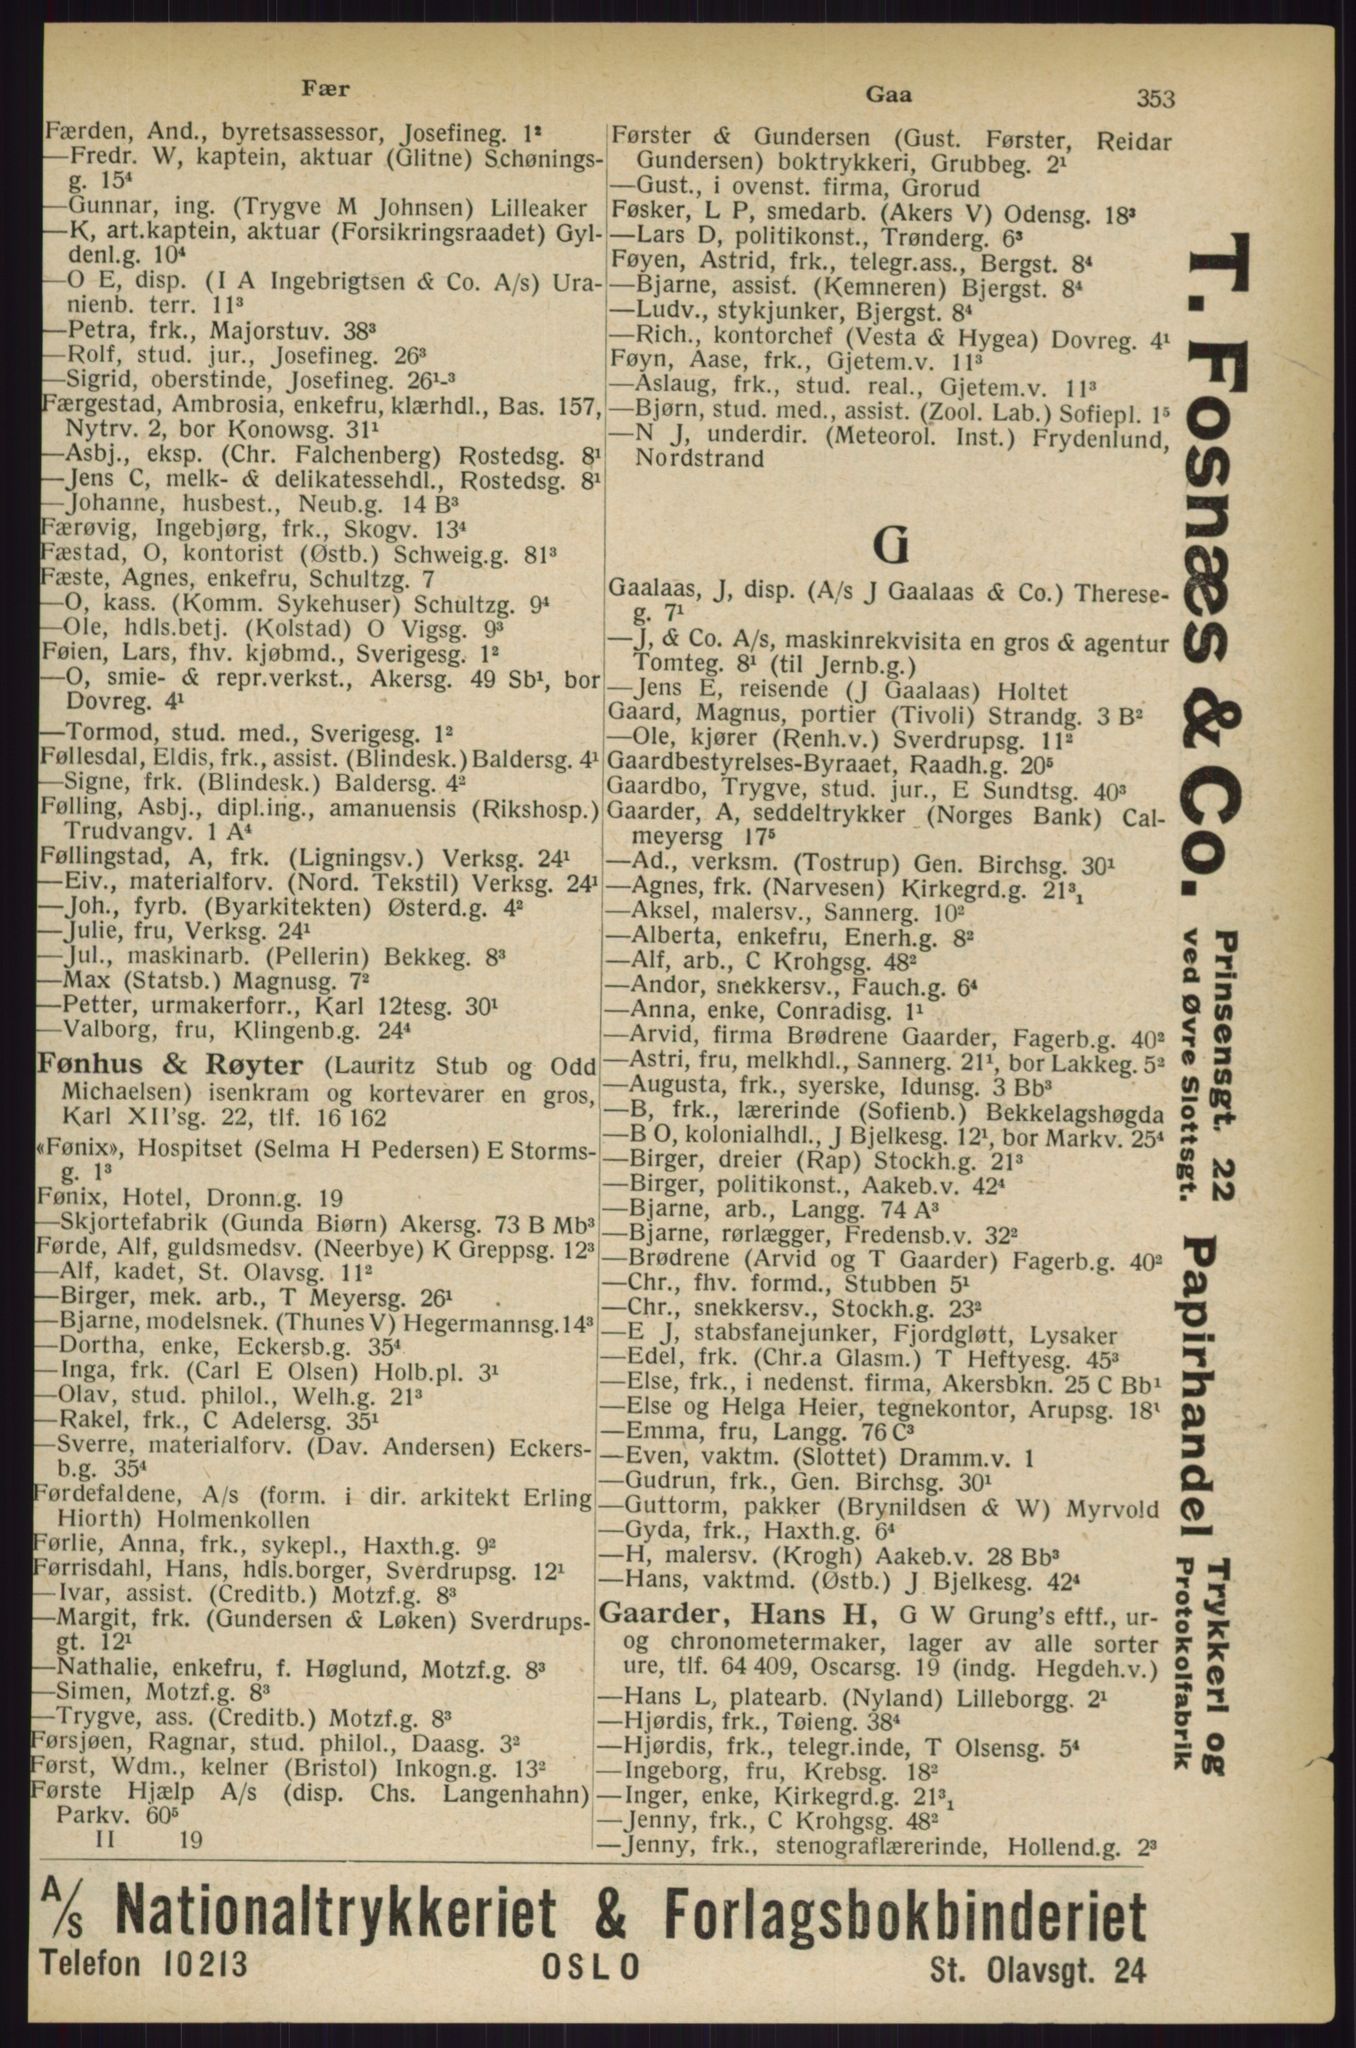 Fær
Gaa
353
Færden, And., byretsassessor, Josefineg. 1²
—Fredr. W, kaptein, aktuar (Glitne) Schønings-
g. 15⁴
—Gunnar, ing. (Trygve M Johnsen) Lilleaker
—K, art.kaptein, aktuar (Forsikringsraadet) Gyl-
denl.g. 10⁴
—O E, disp. (I A Ingebrigtsen & Co. A/s) Ura-
nienb. terr. 11³
—Petra, frk., Majorstuv. 38³
—Rolf, stud. jur., Josefineg. 26³
—Sigrid, oberstinde, Josefineg. 26¹-³
Færgestad, Ambrosia, enkefru, klærhdl., Bas. 157,
Nytrv. 2, bor Konowsg. 31¹
—Asbj., eksp. (Chr. Falchenberg) Rostedsg. 8¹
—Jens C, melk- & delikatessehdl., Rostedsg. 8¹
—Johanne, husbest., Neub.g. 14 B³
Færøvig, Ingebjørg, frk., Skogv. 13⁴
Fæstad, O, kontorist (Østb.) Schweig.g. 81³
Fæste, Agnes, enkefru, Schultzg. 7
—O, kass. (Komm. Sykehuser) Schultzg. 9⁴
—Ole, hdls.betj. (Kolstad) O Vigsg. 9³
Føien, Lars, fhv. kjøbmd., Sverigesg. 1²
—O, smie- & repr.verkst., Akersg. 49 Sb¹, bor
Dovreg. 4¹
—Tormod, stud. med., Sverigesg. 1²
Føllesdal, Eldis, frk., assist. (Blindesk.) Baldersg. 4¹
—Signe, frk. (Blindesk.) Baldersg. 4²
Følling, Asbj., dipl.ing., amanuensis (Rikshosp.)
Trudvangv. 1 A⁴
Føllingstad, A, frk. (Ligningsv.) Verksg. 24¹
—Eiv., materialforv. (Nord. Tekstil) Verksg. 24¹
—Joh., fyrb. (Byarkitekten) Østerd.g. 4²
—Julie, fru, Verksg. 24¹
—Jul., maskinarb. (Pellerin) Bekkeg. 8³
—Max (Statsb.) Magnusg. 7²
—Petter, urmakerforr., Karl 12tesg. 30¹
—Valborg, fru, Klingenb.g. 24⁴
Fønhus & Røyter (Lauritz Stub og Odd
Michaelsen) isenkram og kortevarer en gros,
Karl XII'sg. 22, tlf. 16 162
«Fønix», Hospitset (Selma H Pedersen) E Storms-
g. 1³
Fønix, Hotel, Dronn.g. 19
—Skjortefabrik (Gunda Biørn) Akersg. 73 B Mb³
Førde, Alf, guldsmedsv. (Neerbye) K Greppsg. 12³
—Alf, kadet, St. Olavsg. 11²
—Birger, mek. arb., T Meyersg. 26¹
—Bjarne, modelsnek. (Thunes V) Hegermannsg. 14³
—Dortha, enke, Eckersb.g. 35⁴
—Inga, frk. (Carl E Olsen) Holb.pl. 3¹
—Olav, stud. philol., Welh.g. 21³
—Rakel, frk., C Adelersg. 35¹
—Sverre, materialforv. (Dav. Andersen) Eckers-
b.g. 35⁴
Førdefaldene, A/s (form. i dir. arkitekt Erling
Hiorth) Holmenkollen
Førlie, Anna, frk., sykepl., Haxth.g. 9²
Førrisdahl, Hans, hdls.borger, Sverdrupsg. 12¹
—Ivar, assist. (Creditb.) Motzf.g. 8³
—Margit, frk. (Gundersen & Løken) Sverdrups-
gt. 12¹
—Nathalie, enkefru, f. Høglund, Motzf.g. 8³
—Simen, Motzf.g. 8³
—Trygve, ass. (Creditb.) Motzf.g. 8³
Førsjøen, Ragnar, stud. philol., Daasg. 3²
Først, Wdm., kelner (Bristol) Inkogn.g. 13²
Første Hjælp A/s (disp. Chs. Langenhahn)
Parkv. 60⁵
II 19
Førster & Gundersen (Gust. Førster, Reidar
Gundersen) boktrykkeri, Grubbeg. 2¹
—Gust., i ovenst. firma, Grorud
Føsker, L P, smedarb. (Akers V) Odensg. 18³
—Lars D, politikonst., Trønderg. 6³
Føyen, Astrid, frk., telegr.ass., Bergst. 8⁴
—Bjarne, assist. (Kemneren) Bjergst. 8⁴
—Ludv., stykjunker, Bjergst. 8⁴
—Rich., kontorchef (Vesta & Hygea) Dovreg. 4¹
Føyn, Aase, frk., Gjetem.v. 11³
—Aslaug, frk., stud. real., Gjetem.v. 11³
—Bjørn, stud. med., assist. (Zool. Lab.) Sofiepl. 1⁵
—N J, underdir. (Meteorol. Inst.) Frydenlund,
Nordstrand
G
Gaalaas, J, disp. (A/s J Gaalaas & Co.) Therese-
g. 7¹
—J, & Co. A/s, maskinrekvisita en gros & agentur
Tomteg. 8¹ (til Jernb.g.)
—Jens E, reisende (J Gaalaas) Holtet
Gaard, Magnus, portier (Tivoli) Strandg. 3 B²
—Ole, kjører (Renh.v.) Sverdrupsg. 11²
Gaardbestyrelses-Byraaet, Raadh.g. 20⁵
Gaardbo, Trygve, stud. jur., E Sundtsg. 40³
Gaarder, A, seddeltrykker (Norges Bank) Cal-
meyersg 17⁵
—Ad., verksm. (Tostrup) Gen. Birchsg. 30¹
—Agnes, frk. (Narvesen) Kirkegrd.g. 21³₁
—Aksel, malersv., Sannerg. 10²
—Alberta, enkefru, Enerh.g. 8²
—Alf, arb., C Krohgsg. 48²
—Andor, snekkersv., Fauch.g. 6⁴
—Anna, enke, Conradisg. 1¹
—Arvid, firma Brødrene Gaarder, Fagerb.g. 40²
—Astri, fru, melkhdl., Sannerg. 21¹, bor Lakkeg. 5²
—Augusta, frk., syerske, Idunsg. 3 Bb³
—B, frk., lærerinde (Sofienb.) Bekkelagshøgda
—B O, kolonialhdl., J Bjelkesg. 12¹, bor Markv. 25⁴
—Birger, dreier (Rap) Stockh.g. 21³
—Birger, politikonst., Aakeb.v. 42⁴
—Bjarne, arb., Langg. 74 A³
—Bjarne, rørlægger, Fredensb.v. 32²
—Brødrene (Arvid og T Gaarder) Fagerb.g. 40²
—Chr., fhv. formd., Stubben 5¹
—Chr., snekkersv., Stockh.g. 23²
—E J, stabsfanejunker, Fjordgløtt, Lysaker
—Edel, frk. (Chr.a Glasm.) T Heftyesg. 45³
—Else, frk., i nedenst. firma, Akersbkn. 25 C Bb¹
—Else og Helga Heier, tegnekontor, Arupsg. 18¹
—Emma, fru, Langg. 76 C³
—Even, vaktm. (Slottet) Dramm.v. 1
—Gudrun, frk., Gen. Birchsg. 30¹
—Guttorm, pakker (Brynildsen & W) Myrvold
—Gyda, frk., Haxth.g. 6⁴
—H, malersv. (Krogh) Aakeb.v. 28 Bb³
—Hans, vaktmd. (Østb.) J Bjelkesg. 42⁴
Gaarder, Hans H, G W Grung's eftf., ur-
og chronometermaker, lager av alle sorter
ure, tlf. 64 409, Oscarsg. 19 (indg. Hegdeh.v.)
—Hans L, platearb. (Nyland) Lilleborgg. 2¹
—Hjørdis, frk., Tøieng. 38⁴
—Hjørdis, frk., telegr.inde, T Olsensg. 5⁴
—Ingeborg, fru, Krebsg. 18²
—Inger, enke, Kirkegrd.g. 21³₁
—Jenny, frk., C Krohgsg. 48²
—Jenny, frk., stenograflærerinde, Hollend.g. 2³
T. Fosnæs & Co.
Prinsensgt. 22
ved Øvre Slottsgt.
Papirhandel
Trykkeri og
Protokolfabrik
A/s Nationaltrykkeriet & Forlagsbokbinderiet
Telefon 10213 OSLO St. Olavsgt. 24